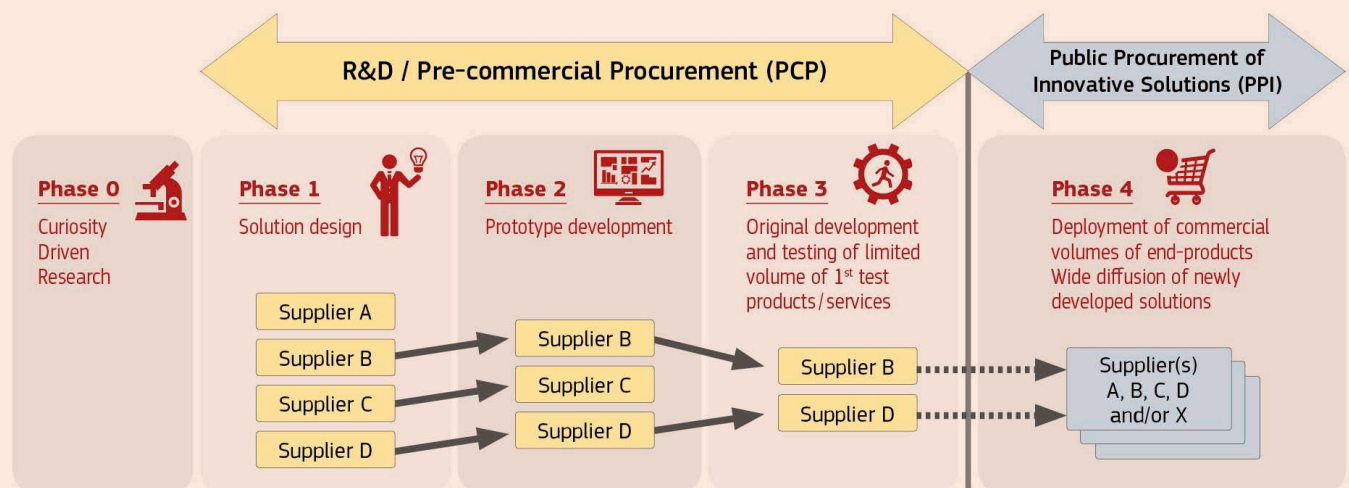 R&D / Pre-commercial Procurement (PCP)
Public Procurement of
Innovative Solutions (PPI)
Phase 0
Curiosity
Driven
Research
Phase 1
Solution design
Supplier A
Supplier B
Supplier C
Supplier D
Phase 2
Prototype development
Supplier B
Supplier C
Supplier D
Phase 3
Original development
and testing of limited
volume of 1st test
products/services
Supplier B
Supplier D
Phase 4
Deployment of commercial
volumes of end-products
Wide diffusion of newly
developed solutions
Supplier(s)
A, B, C, D
and/or X